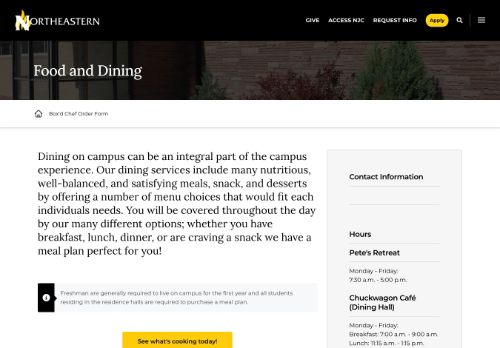 NORTHEASTERN
GIVE ACCESS NJC REQUEST INFO Apply
Food and Dining
Box'd Chef Order Form
Dining on campus can be an integral part of the campus
experience. Our dining services include many nutritious,
well-balanced, and satisfying meals, snack, and desserts
by offering a number of menu choices that would fit each
individuals needs. You will be covered throughout the day
by our many different options; whether you have
breakfast, lunch, dinner, or are craving a snack we have a
meal plan perfect for you!
Freshman are generally required to live on campus for the first year and all students
residing in the residence halls are required to purchase a meal plan.
See what's cooking today!
Contact Information
Hours
Pete's Retreat
Monday - Friday:
7:30 a.m. - 5:00 p.m.
Chuckwagon Café
(Dining Hall)
Monday - Friday:
Breakfast: 7:00 a.m. - 9:00 a.m.
Lunch: 11:15 a.m. - 1:15 p.m.